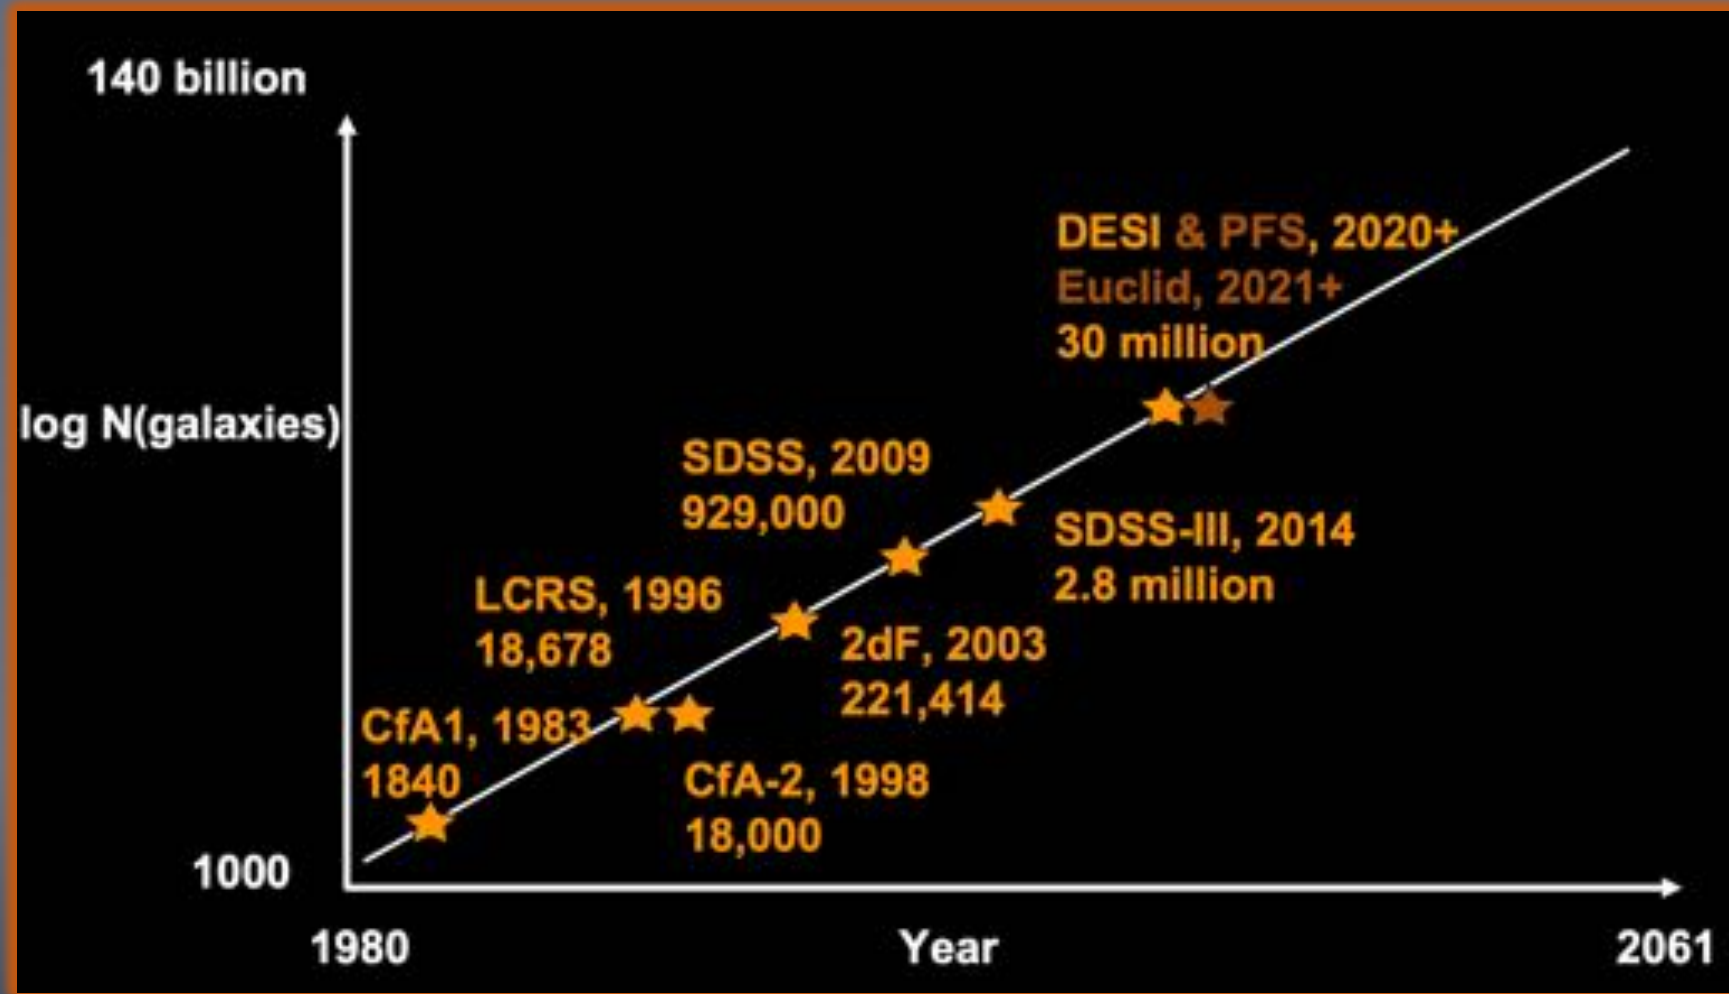 140 billion
DESI & PFS, 2020+
Euclid, 2021+
30 million
log N(galaxies)
SDSS, 2009
929,000
SDSS-III, 2014
2.8 million
LCRS, 1996
18,678
2dF, 2003
221,414
CfA1, 1983
1840
CfA-2, 1998
18,000
1000
1980
Year
2061